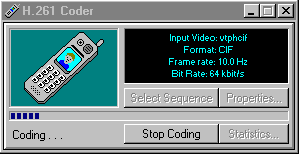 H.261 Coder
Input Video: vtphcif
Format: CIF
Frame rate: 10.0 Hz
Bit Rate: 64 kbit/s
Select Sequence
Properties...
Coding . . .
Stop Coding
Statistics...